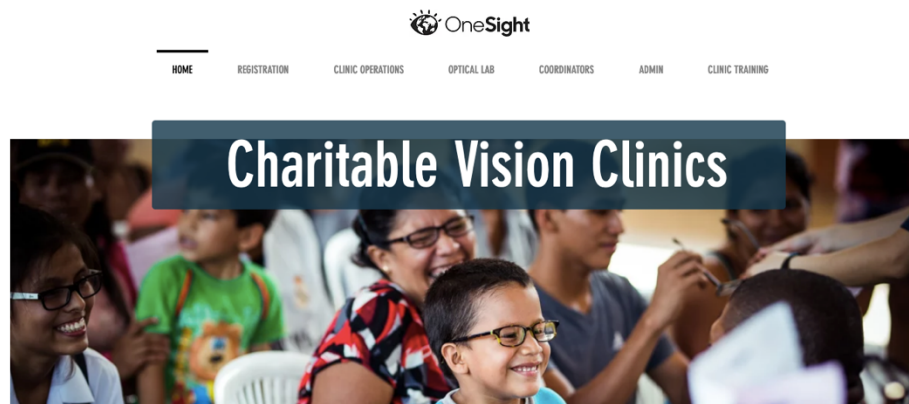 OneSight
HOME REGISTRATION CLINIC OPERATIONS OPTICAL LAB COORDINATORS ADMIN CLINIC TRAINING
Charitable Vision Clinics